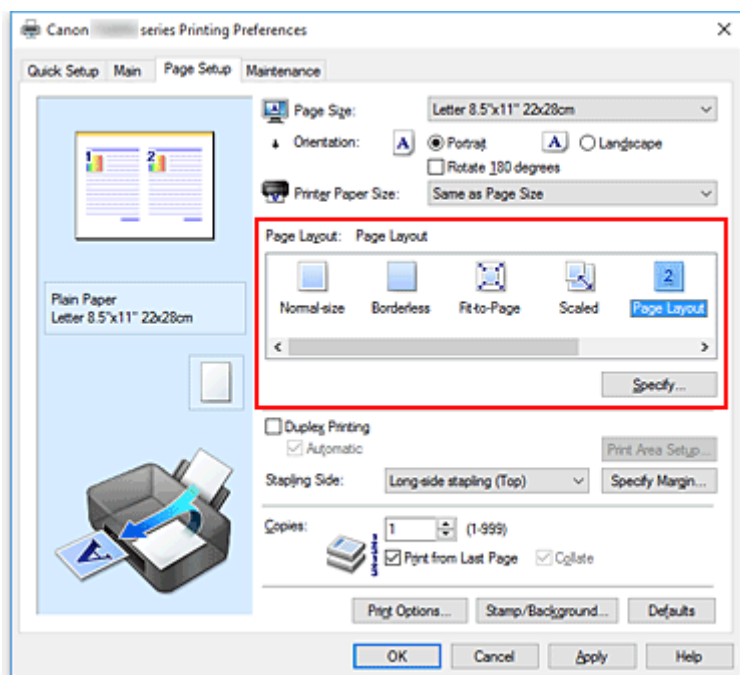 Canon series Printing Preferences
Quick Setup Main Page Setup Maintenance
1 2
Plain Paper
Letter 8.5"x11" 22x28cm
Page Size: Letter 8.5"x11" 22x28cm
Orientation: A Portrait A Landscape
Rotate 180 degrees
Printer Paper Size: Same as Page Size
Page Layout: Page Layout
2
Normal-size Borderless Fit-to-Page Scaled Page Layout
Specify...
Duplex Printing
Automatic Print Area Setup...
Stapling Side: Long-side stapling (Top) Specify Margin...
Copies: 1 (1-999)
Print from Last Page Collate
A
Print Options... Stamp/Background... Defaults
OK Cancel Apply Help